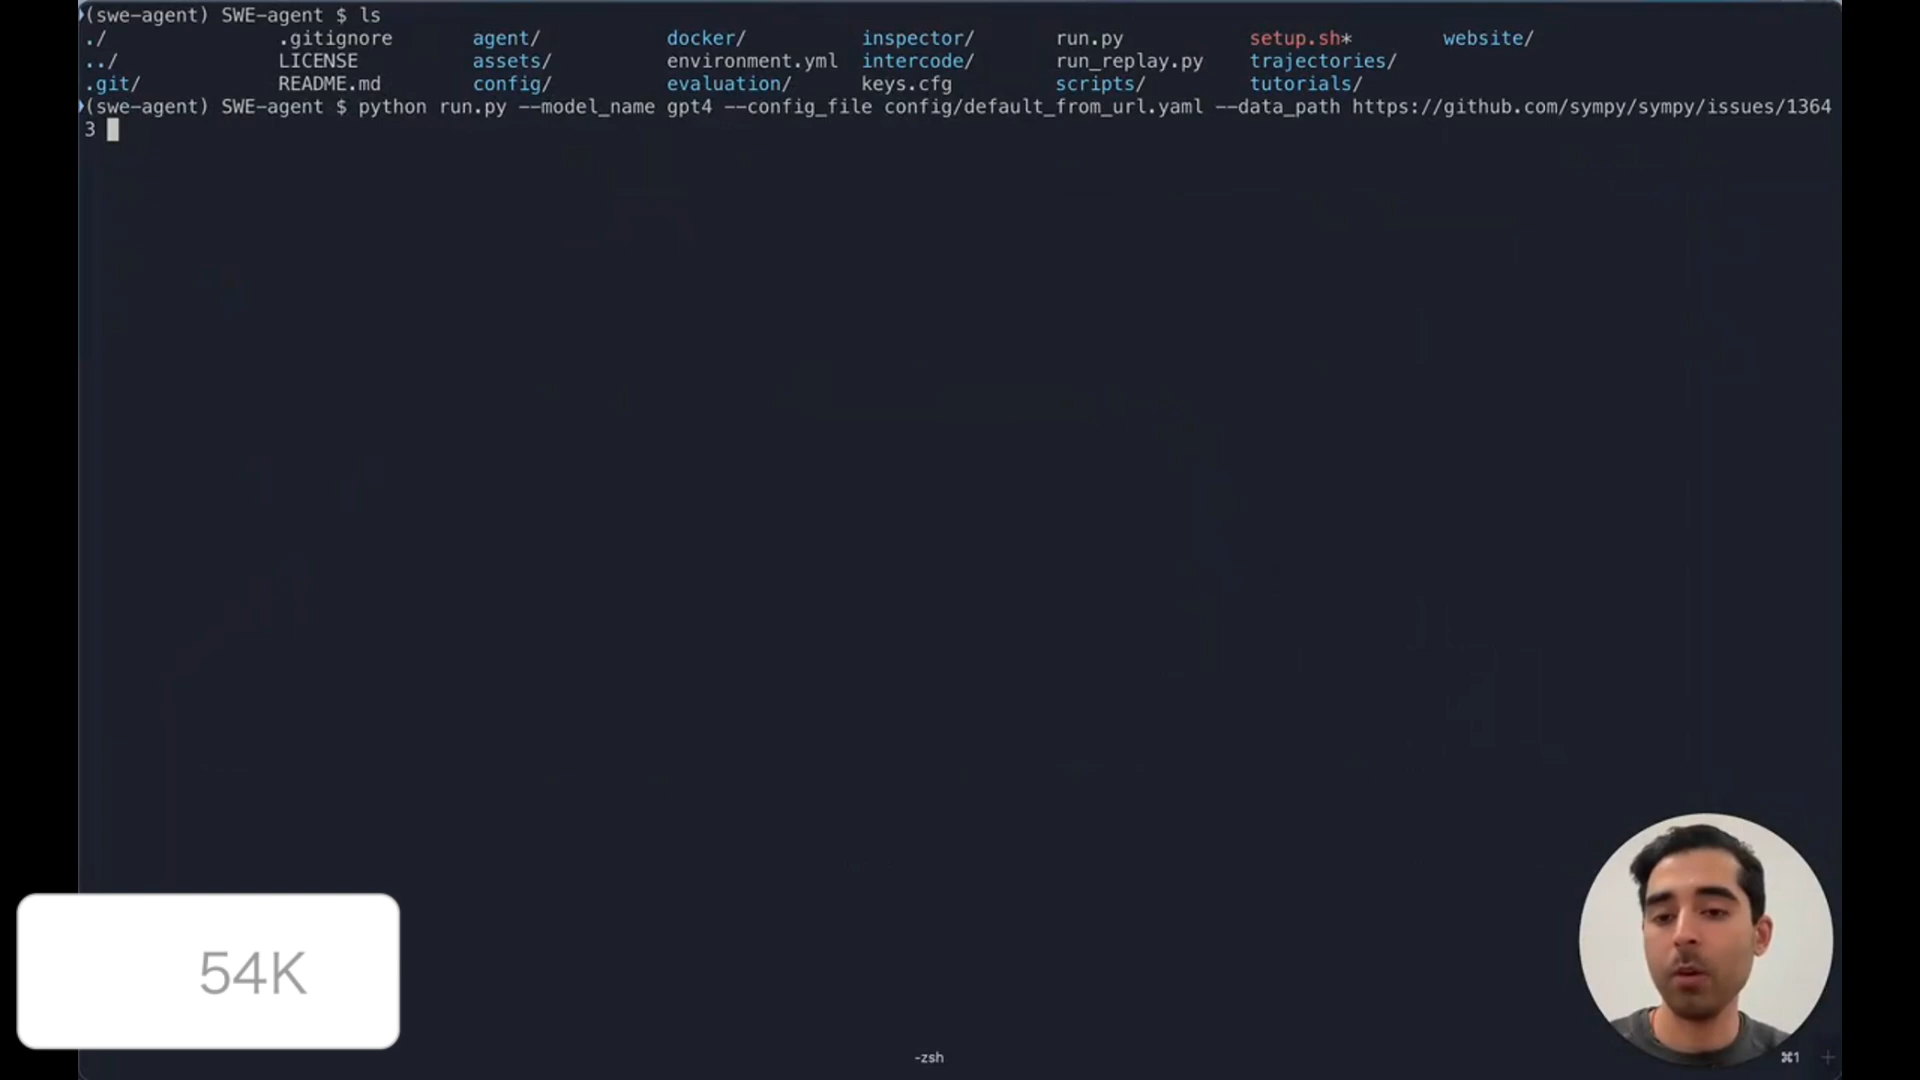 (swe-agent) SWE-agent $ ls
./ .gitignore agent/ docker/ inspector/ run.py setup.sh* website/
../ LICENSE assets/ environment.yml intercode/ run_replay.py trajectories/
.git/ README.md config/ evaluation/ keys.cfg scripts/ tutorials/
(swe-agent) SWE-agent $ python run.py --model_name gpt4 --config_file config/default_from_url.yaml --data_path https://github.com/sympy/sympy/issues/1364
3
54K
-zsh
⌘1 +